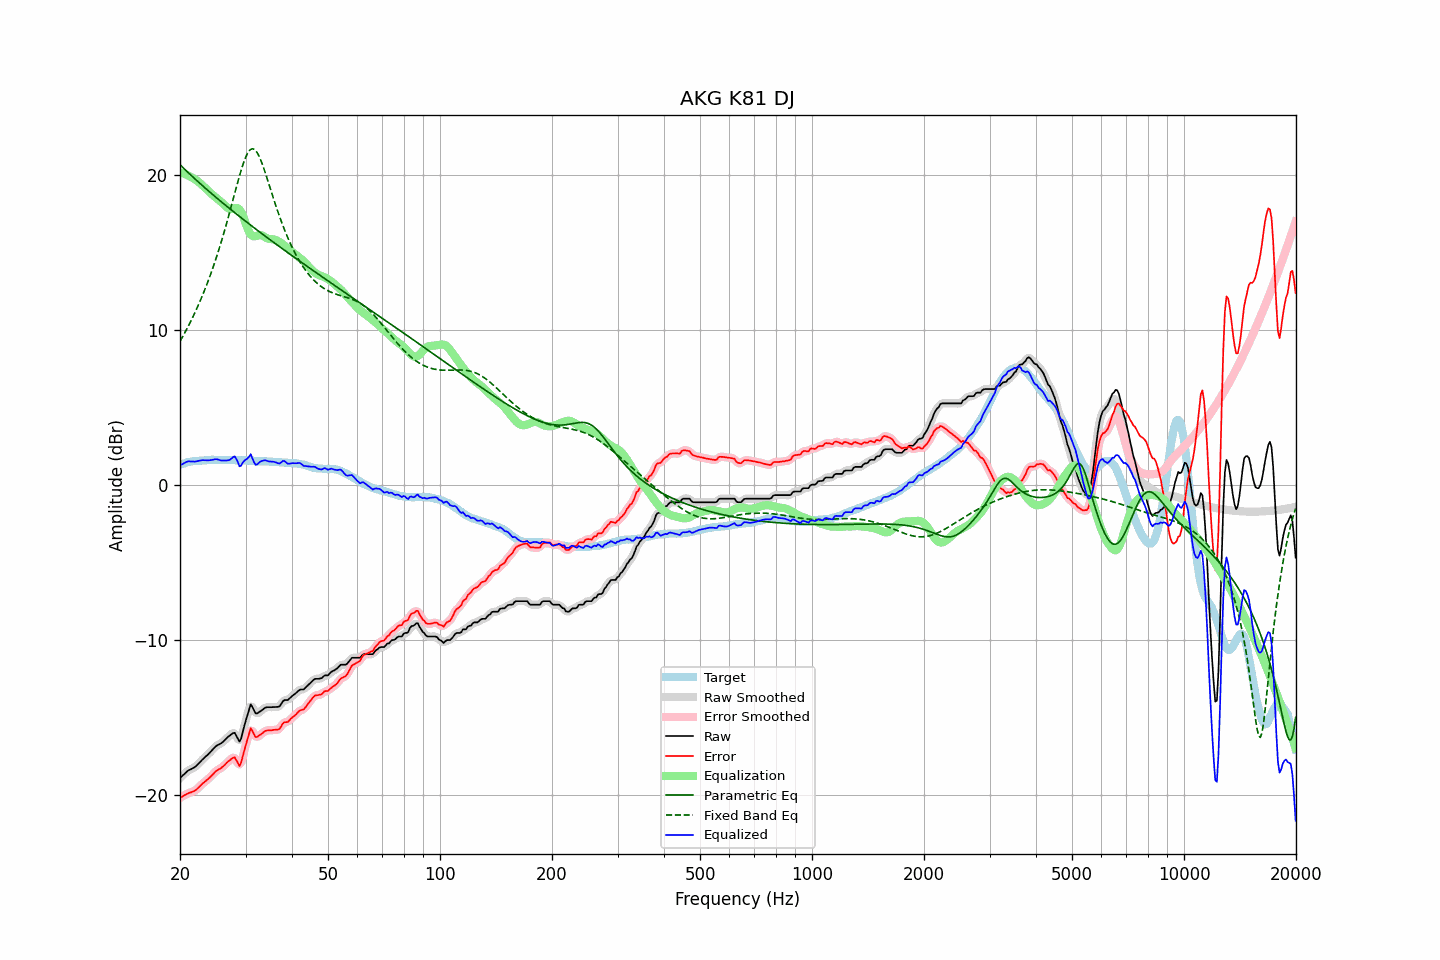 AKG K81 DJ
Amplitude (dBr)
20
10
0
−10
−20
Target
Raw Smoothed
Error Smoothed
Raw
Error
Equalization
Parametric Eq
Fixed Band Eq
Equalized
20 50 100 200 500 1000 2000 5000 10000 20000
Frequency (Hz)